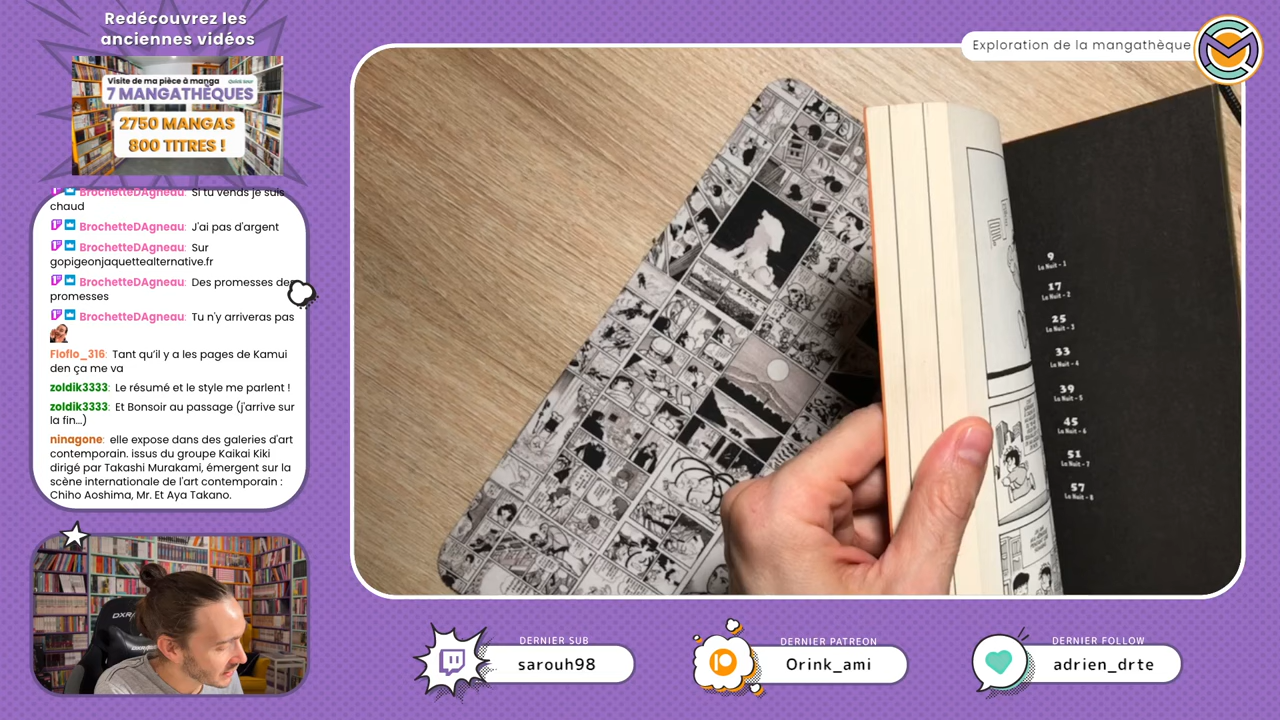 Redécouvrez les
anciennes vidéos
Visite de ma pièce à manga
7 MANGATHÈQUES
2750 MANGAS
800 TITRES !
BrochetteDAgneau: Si tu vends je suis
chaud
BrochetteDAgneau: J'ai pas d'argent
BrochetteDAgneau: Sur
gopigeonjaquettealternative.fr
BrochetteDAgneau: Des promesses des
promesses
BrochetteDAgneau: Tu n'y arriveras pas
Floflo_316: Tant qu'il y a les pages de Kamui
den ça me va
zoldik3333: Le résumé et le style me parlent !
zoldik3333: Et Bonsoir au passage (j'arrive sur
la fin...)
ninagone: elle expose dans des galeries d'art
contemporain. issus du groupe Kaikai Kiki
dirigé par Takashi Murakami, émergent sur la
scène internationale de l'art contemporain :
Chiho Aoshima, Mr. Et Aya Takano.
DXR
Exploration de la mangathèque
9
La Nuit - 1
17
La Nuit - 2
25
La Nuit - 3
33
La Nuit - 4
39
La Nuit - 5
45
La Nuit - 6
51
La Nuit - 7
57
La Nuit - 8
DERNIER SUB
sarouh98
DERNIER PATREON
Orink_ami
DERNIER FOLLOW
adrien_drte